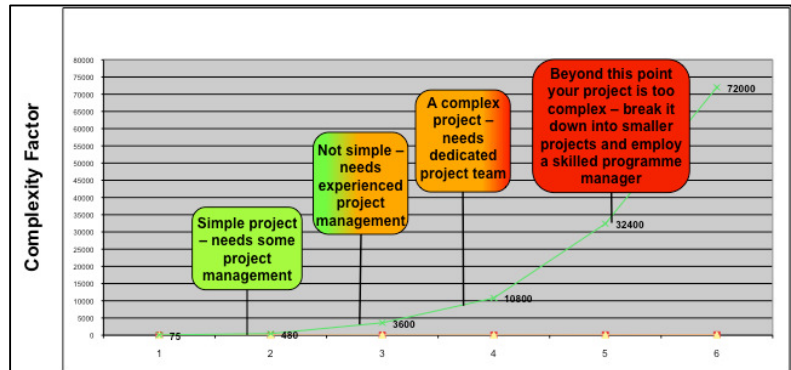 Complexity Factor
80000
75000
70000
65000
60000
55000
50000
45000
40000
35000
30000
25000
20000
15000
10000
5000
0
Simple project
– needs some
project
management
Not simple –
needs
experienced
project
management
A complex
project –
needs
dedicated
project team
Beyond this point
your project is too
complex – break it
down into smaller
projects and employ
a skilled programme
manager
75
480
3600
10800
32400
72000
1
2
3
4
5
6